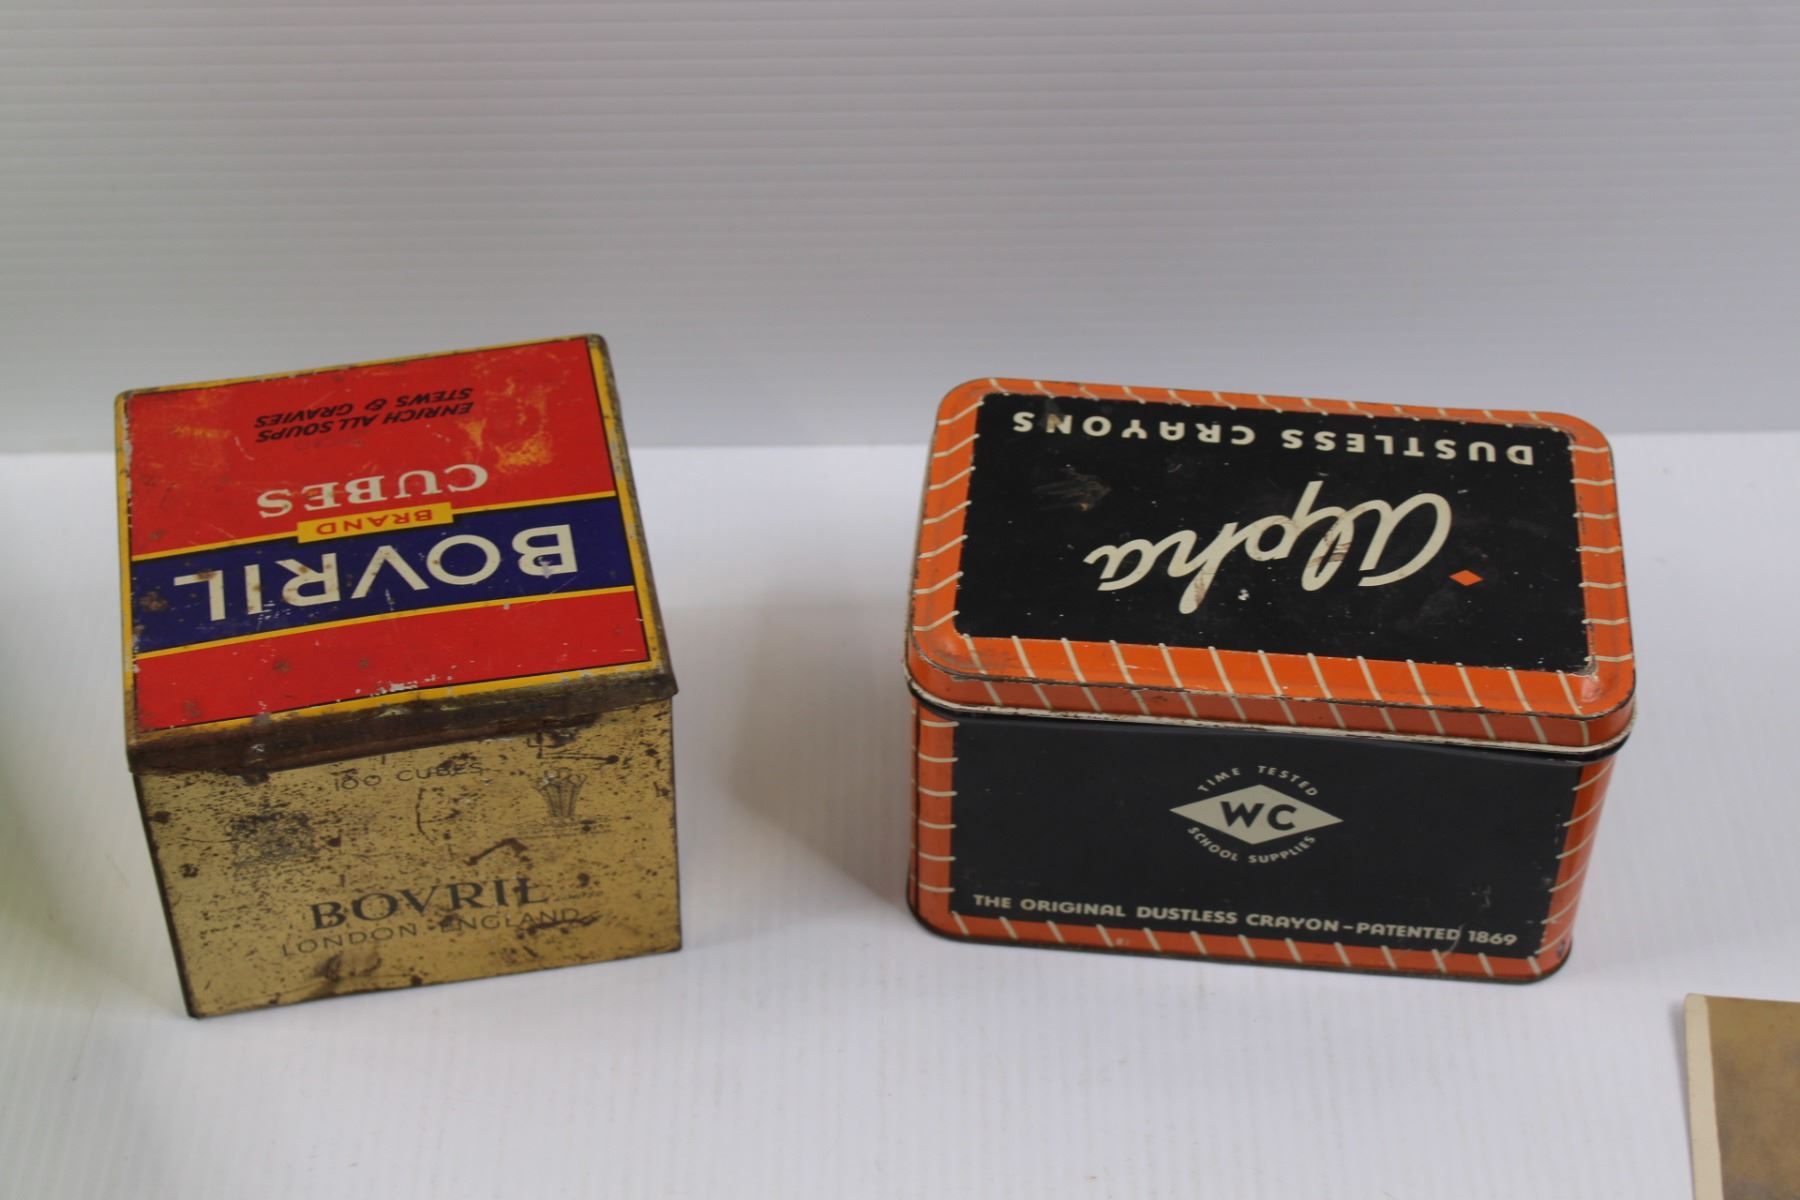 BOVRIL
BRAND
CUBES
ENRICH ALL SOUPS
STEWS & GRAVIES
100 CUBES
BOVRIL
LONDON ENGLAND
Alpha
DUSTLESS CRAYONS
TIME TESTED
WC
SCHOOL SUPPLIES
THE ORIGINAL DUSTLESS CRAYON-PATENTED 1869